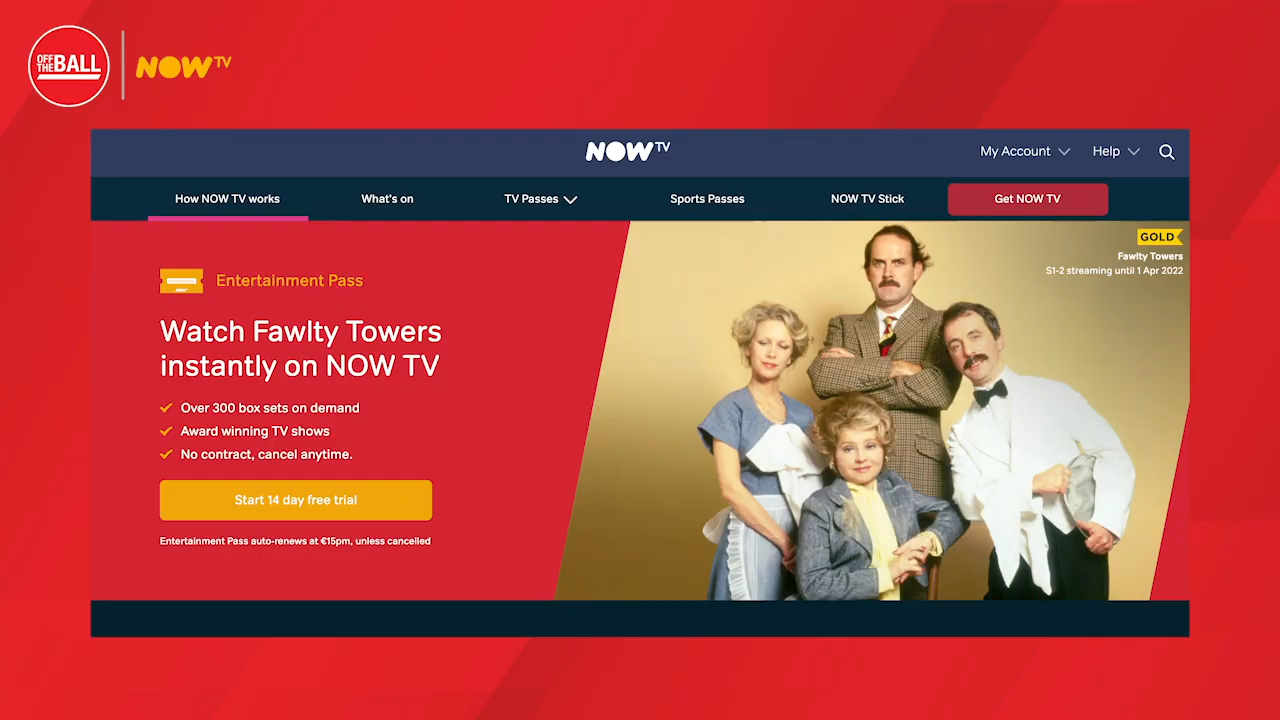 OFF
THE BALL
NOW TV
NOW TV
My Account
Help
How NOW TV works
What's on
TV Passes
Sports Passes
NOW TV Stick
Get NOW TV
GOLD
Fawlty Towers
S1-2 streaming until 1 Apr 2022
Entertainment Pass
Watch Fawlty Towers
instantly on NOW TV
Over 300 box sets on demand
Award winning TV shows
No contract, cancel anytime.
Start 14 day free trial
Entertainment Pass auto-renews at €15pm, unless cancelled